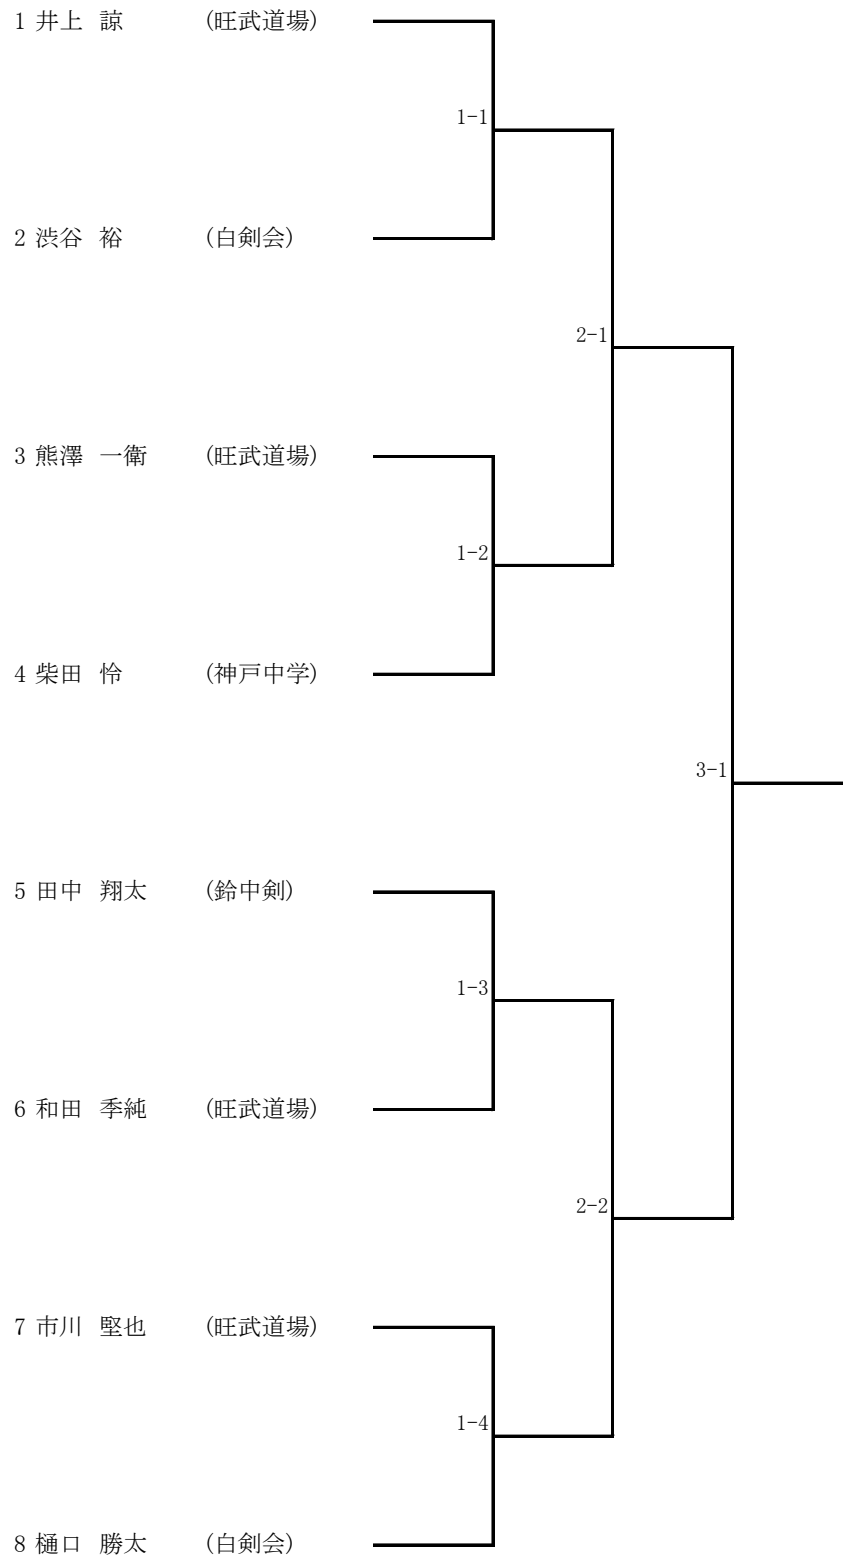 1 井上 諒 (旺武道場)
1-1
2 渋谷 裕 (白剣会)
2-1
3 熊澤 一衛 (旺武道場)
1-2
4 柴田 怜 (神戸中学)
3-1
5 田中 翔太 (鈴中剣)
1-3
6 和田 季純 (旺武道場)
2-2
7 市川 堅也 (旺武道場)
1-4
8 樋口 勝太 (白剣会)